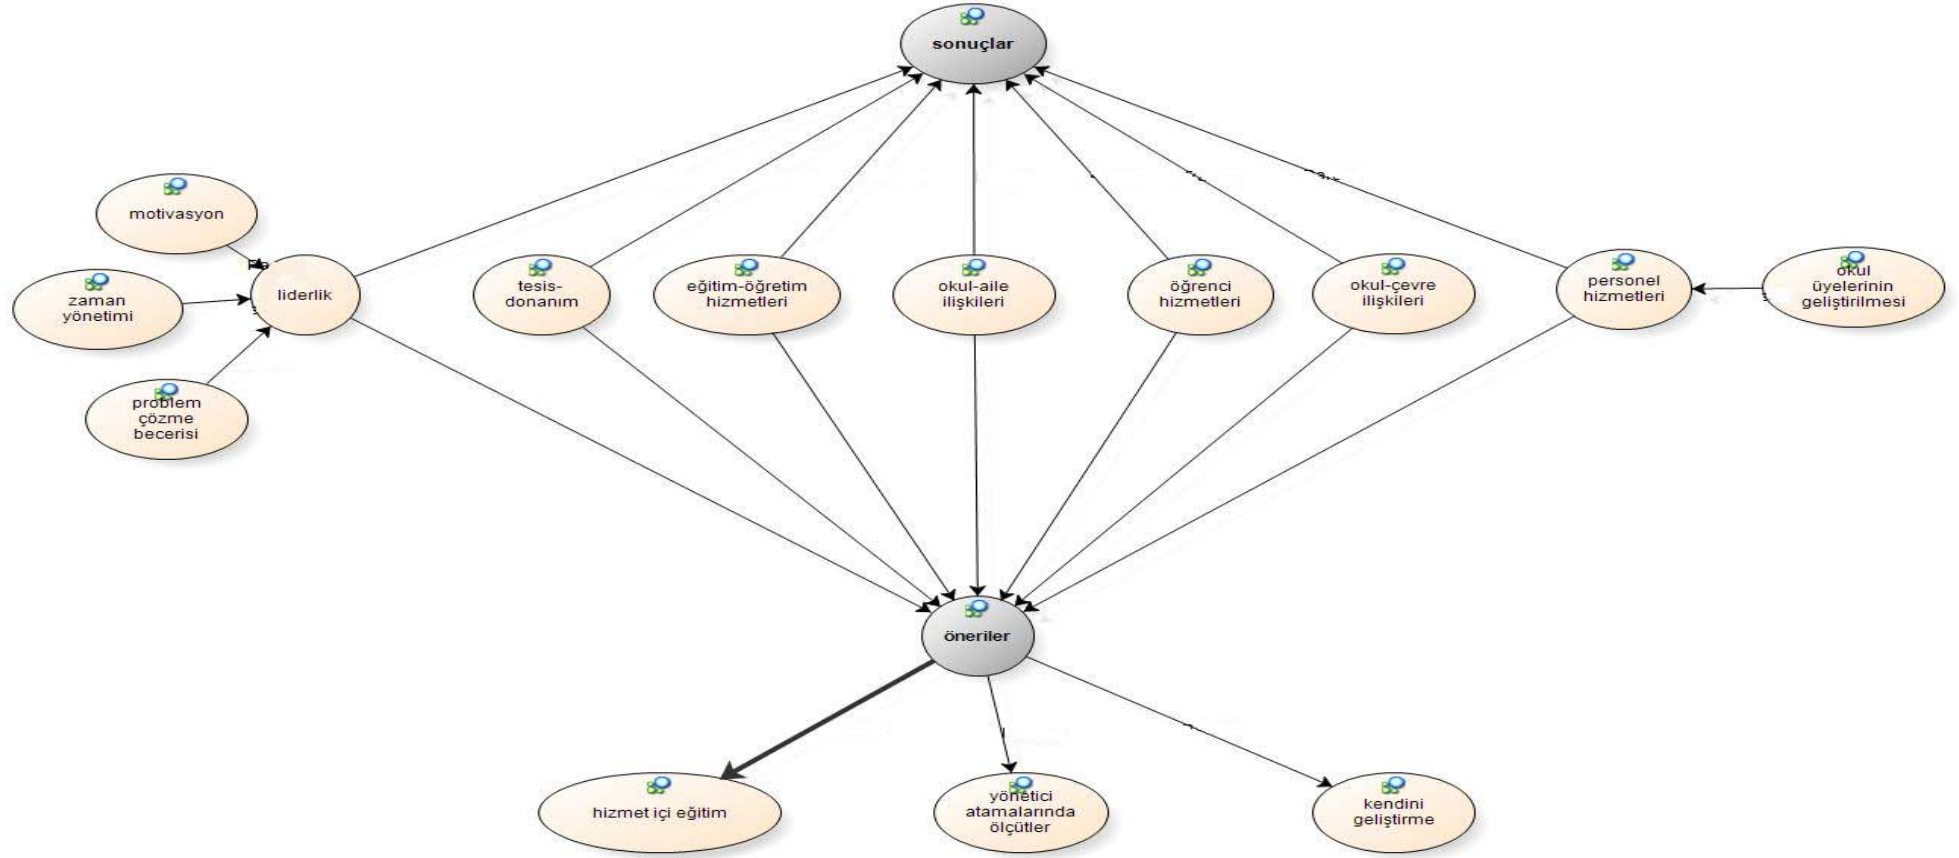 sonuçlar
motivasyon
zaman
yönetimi
problem
çözme
becerisi
liderlik
tesis-
donanım
eğitim-öğretim
hizmetleri
okul-aile
ilişkileri
öğrenci
hizmetleri
okul-çevre
ilişkileri
personel
hizmetleri
okul
üyelerinin
geliştirilmesi
öneriler
hizmet içi eğitim
yönetici
atamalarında
ölçütler
kendini
geliştirme